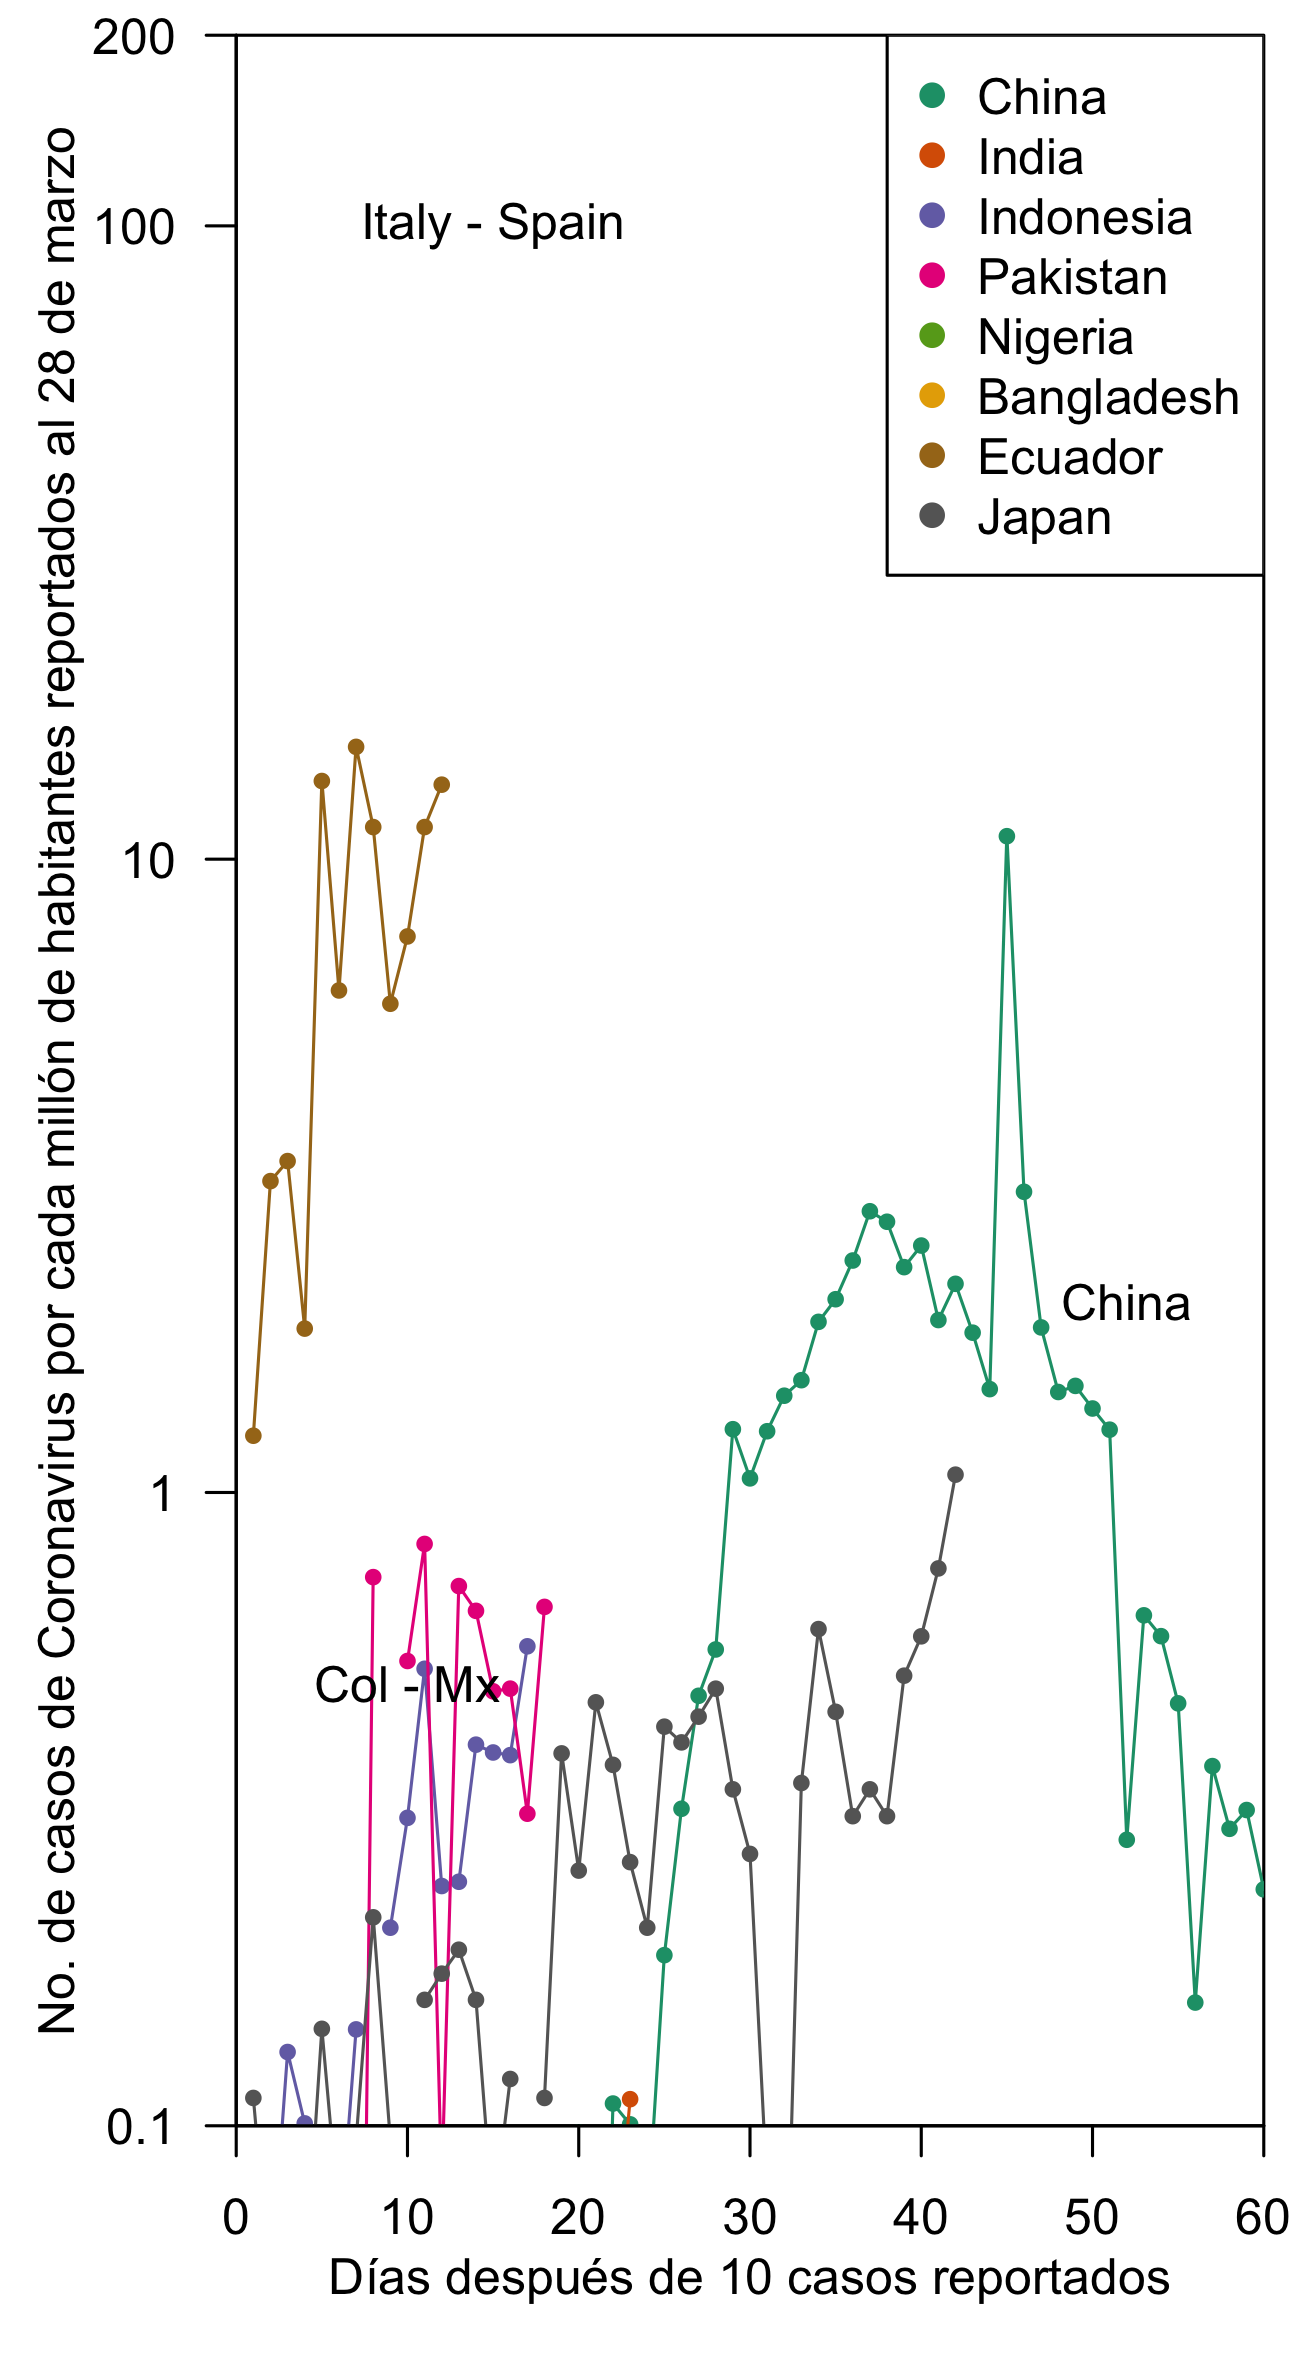 No. de casos de Coronavirus por cada millón de habitantes reportados al 28 de marzo
200
100
10
1
0.1
Italy - Spain
China
India
Indonesia
Pakistan
Nigeria
Bangladesh
Ecuador
Japan
China
Col - Mx
0
10
20
30
40
50
60
Días después de 10 casos reportados